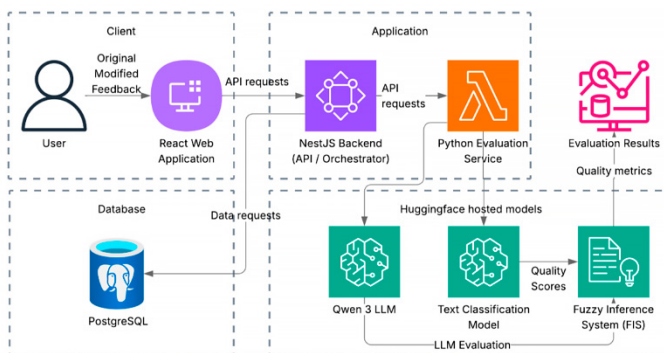 Client
Application
Original
Modified
Feedback
API requests
API
requests
User
React Web
Application
NestJS Backend
(API / Orchestrator)
Python Evaluation
Service
Evaluation Results
Quality metrics
Database
Data requests
Huggingface hosted models
PostgreSQL
Qwen 3 LLM
Text Classification
Model
Quality
Scores
Fuzzy Inference
System (FIS)
LLM Evaluation